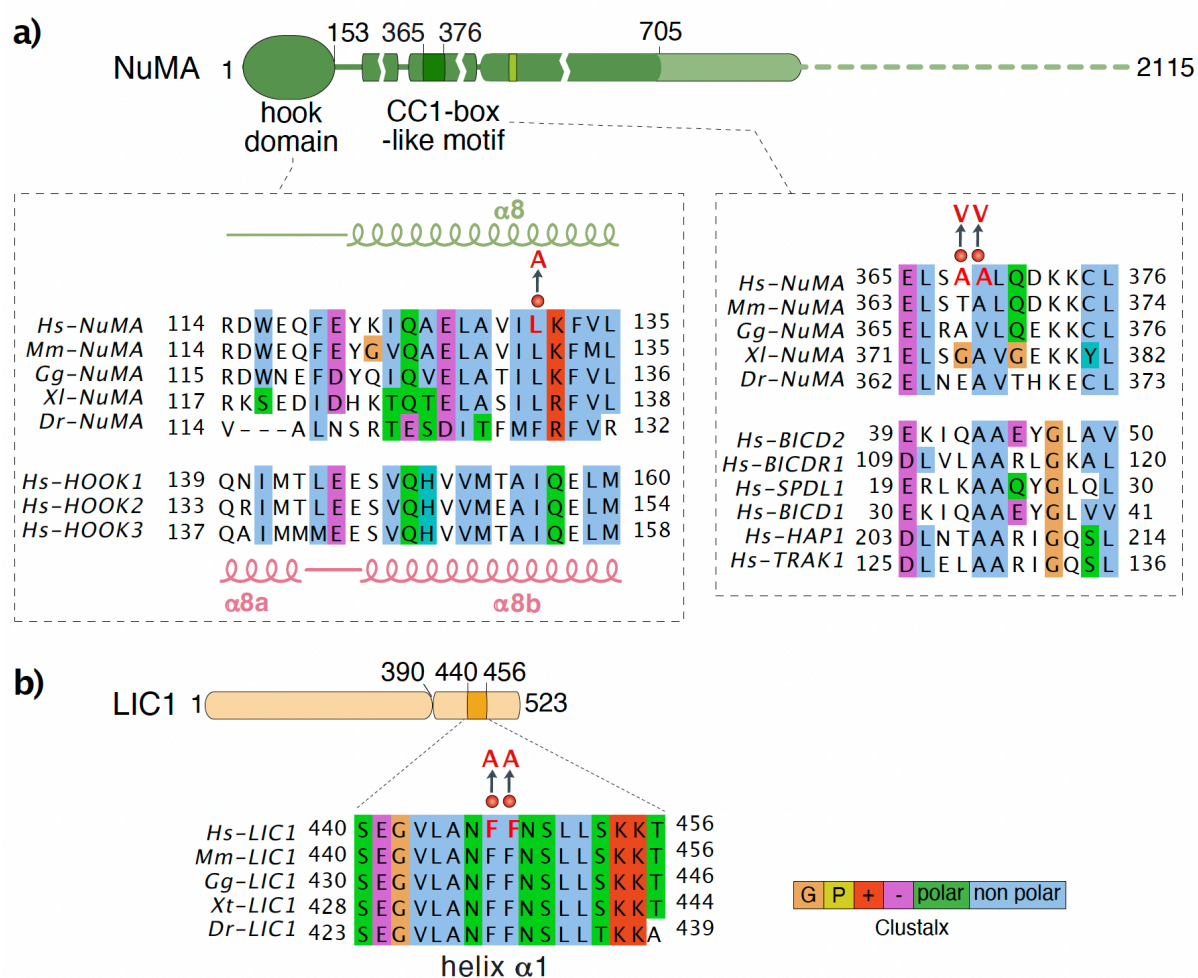 a)
153 365 376 705
NuMA 1 2115
hook
domain
CC1-box
-like motif
α8
A
Hs-NuMA 114 RDWEQFEYKIQAELAVILKFVL 135
Mm-NuMA 114 RDWEQFEYGVQAELAVILKFML 135
Gg-NuMA 115 RDWNEFDYQIQVELATILKFVL 136
Xl-NuMA 117 RKSEDIDHKTQTELASILRFVL 138
Dr-NuMA 114 V---ALNSRTESDITFMFRFVR 132
Hs-HOOK1 139 QNIMTLEESVQHVVMTAIQELM 160
Hs-HOOK2 133 QRIMTLEESVQHVVMEAIQELM 154
Hs-HOOK3 137 QAIMMMEESVQHVVMTAIQELM 158
α8a α8b
V V
Hs-NuMA 365 ELSAALQDKKCL 376
Mm-NuMA 363 ELSTALQDKKCL 374
Gg-NuMA 365 ELRAVLQEKKCL 376
Xl-NuMA 371 ELSGAVGEKKYL 382
Dr-NuMA 362 ELNEAVTHKECL 373
Hs-BICD2 39 EKIQAAEYGLAV 50
Hs-BICDR1 109 DLVLAARLGKAL 120
Hs-SPDL1 19 ERLKAAQYGLQL 30
Hs-BICD1 30 EKIQAAEYGLVV 41
Hs-HAP1 203 DLNTAARIGQSL 214
Hs-TRAK1 125 DLELAARIGQSL 136
b)
390 440 456
LIC1 1 523
A A
Hs-LIC1 440 SEGVLANFFNSLLSKKT 456
Mm-LIC1 440 SEGVLANFFNSLLSKKT 456
Gg-LIC1 430 SEGVLANFFNSLLSKKT 446
Xt-LIC1 428 SEGVLANFFNSLLSKKT 444
Dr-LIC1 423 SEGVLANFFNSLLTKKA 439
helix α1
G P + - polar non polar
Clustalx